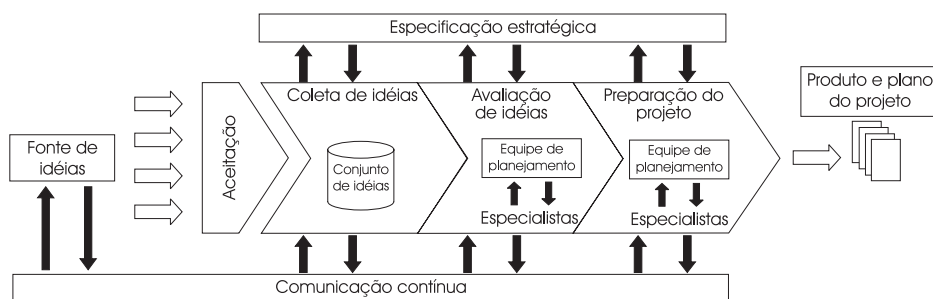 Especificação estratégica
Fonte de
idéias
Aceitação
Coleta de idéias
Conjunto
de idéias
Avaliação
de idéias
Equipe de
planejamento
Especialistas
Preparação do
projeto
Equipe de
planejamento
Especialistas
Produto e plano
do projeto
Comunicação contínua